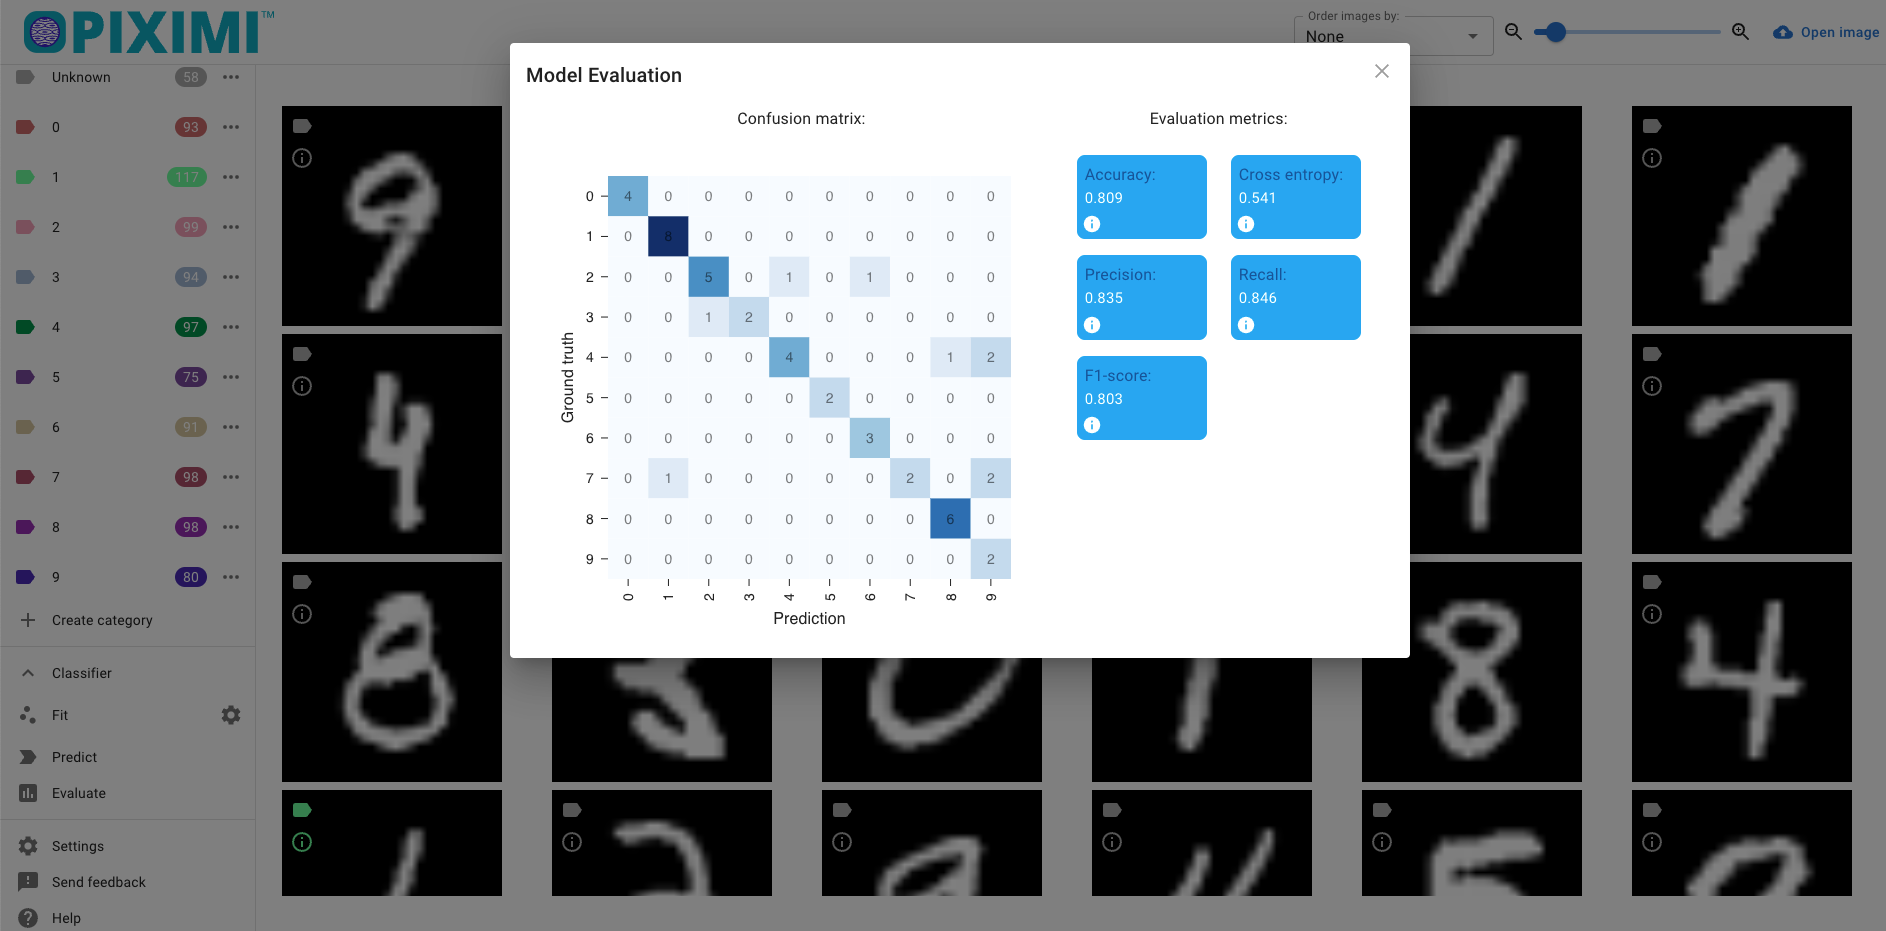 PIXIMI™
Order images by:
None
Open image
Unknown 58
0 93
1 117
2 99
3 94
4 97
5 75
6 91
7 98
8 98
9 80
Create category
Classifier
Fit
Predict
Evaluate
Settings
Send feedback
Help
Model Evaluation
Confusion matrix:
Ground truth
0 4 0 0 0 0 0 0 0 0 0
1 0 8 0 0 0 0 0 0 0 0
2 0 0 5 0 1 0 1 0 0 0
3 0 0 1 2 0 0 0 0 0 0
4 0 0 0 0 4 0 0 0 1 2
5 0 0 0 0 0 2 0 0 0 0
6 0 0 0 0 0 0 3 0 0 0
7 0 1 0 0 0 0 0 2 0 2
8 0 0 0 0 0 0 0 0 6 0
9 0 0 0 0 0 0 0 0 0 2
0 1 2 3 4 5 6 7 8 9
Prediction
Evaluation metrics:
Accuracy:
0.809
Cross entropy:
0.541
Precision:
0.835
Recall:
0.846
F1-score:
0.803
9 1 1
4 4 7
8 8 4